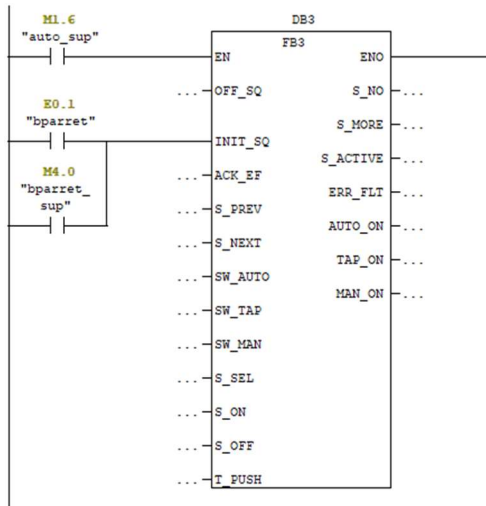 DB3
M1.6
"auto_sup"
FB3
EN ENO
... OFF_SQ S_NO ...
E0.1
"bparret"
S_MORE ...
INIT_SQ
S_ACTIVE ...
M4.0
"bparret_
sup"
... ACK_EF
ERR_FLT ...
... S_PREV
AUTO_ON ...
... S_NEXT
TAP_ON ...
... SW_AUTO
MAN_ON ...
... SW_TAP
... SW_MAN
... S_SEL
... S_ON
... S_OFF
... T_PUSH